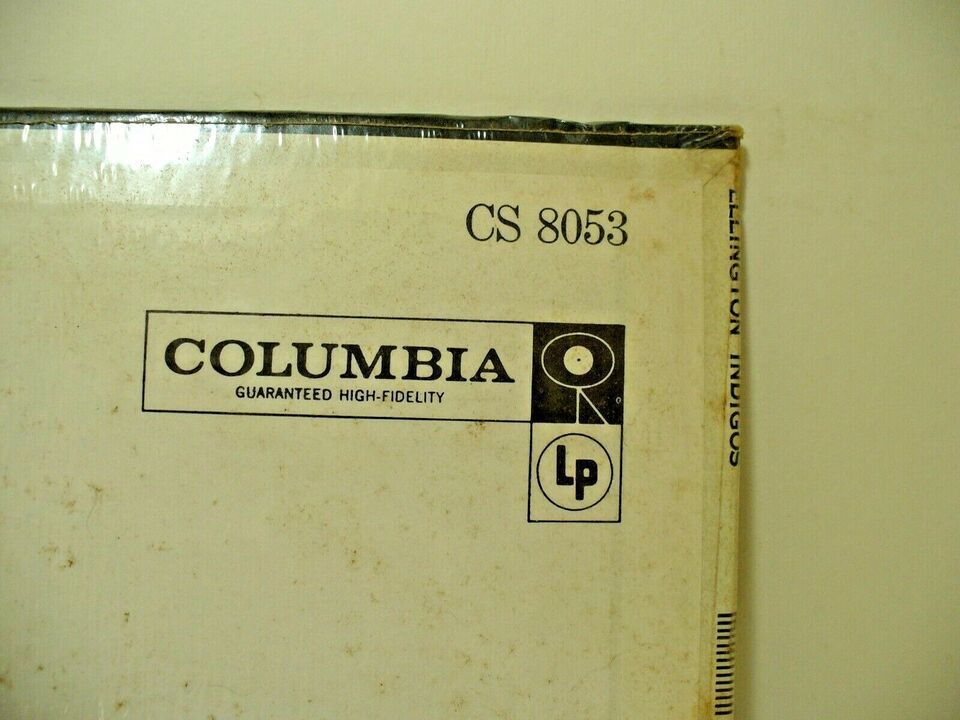 CS 8053
COLUMBIA
GUARANTEED HIGH-FIDELITY
Lp
ELLINGTON INDIGOS